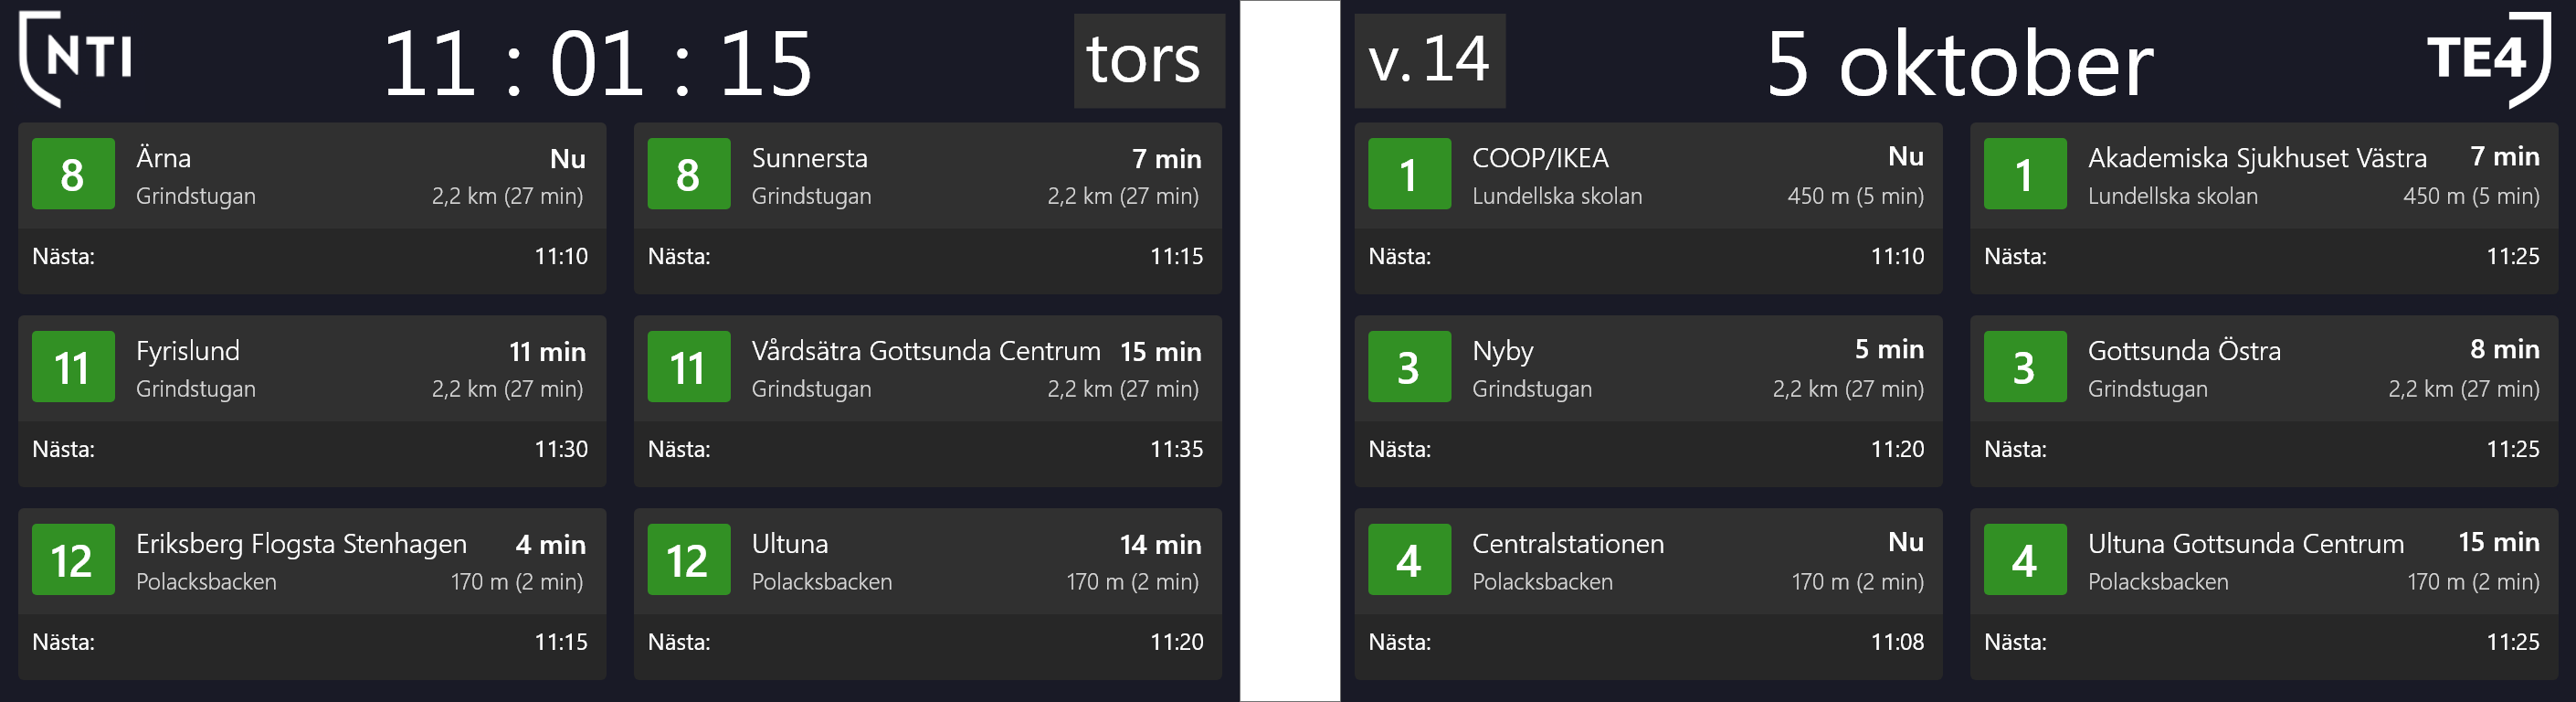 NTI
11 : 01 : 15
tors
8
Ärna
Nu
Grindstugan
2,2 km (27 min)
Nästa:
11:10
8
Sunnersta
7 min
Grindstugan
2,2 km (27 min)
Nästa:
11:15
11
Fyrislund
11 min
Grindstugan
2,2 km (27 min)
Nästa:
11:30
11
Vårdsätra Gottsunda Centrum
15 min
Grindstugan
2,2 km (27 min)
Nästa:
11:35
12
Eriksberg Flogsta Stenhagen
4 min
Polacksbacken
170 m (2 min)
Nästa:
11:15
12
Ultuna
14 min
Polacksbacken
170 m (2 min)
Nästa:
11:20
v. 14
5 oktober
TE4
1
COOP/IKEA
Nu
Lundellska skolan
450 m (5 min)
Nästa:
11:10
1
Akademiska Sjukhuset Västra
7 min
Lundellska skolan
450 m (5 min)
Nästa:
11:25
3
Nyby
5 min
Grindstugan
2,2 km (27 min)
Nästa:
11:20
3
Gottsunda Östra
8 min
Grindstugan
2,2 km (27 min)
Nästa:
11:25
4
Centralstationen
Nu
Polacksbacken
170 m (2 min)
Nästa:
11:08
4
Ultuna Gottsunda Centrum
15 min
Polacksbacken
170 m (2 min)
Nästa:
11:25